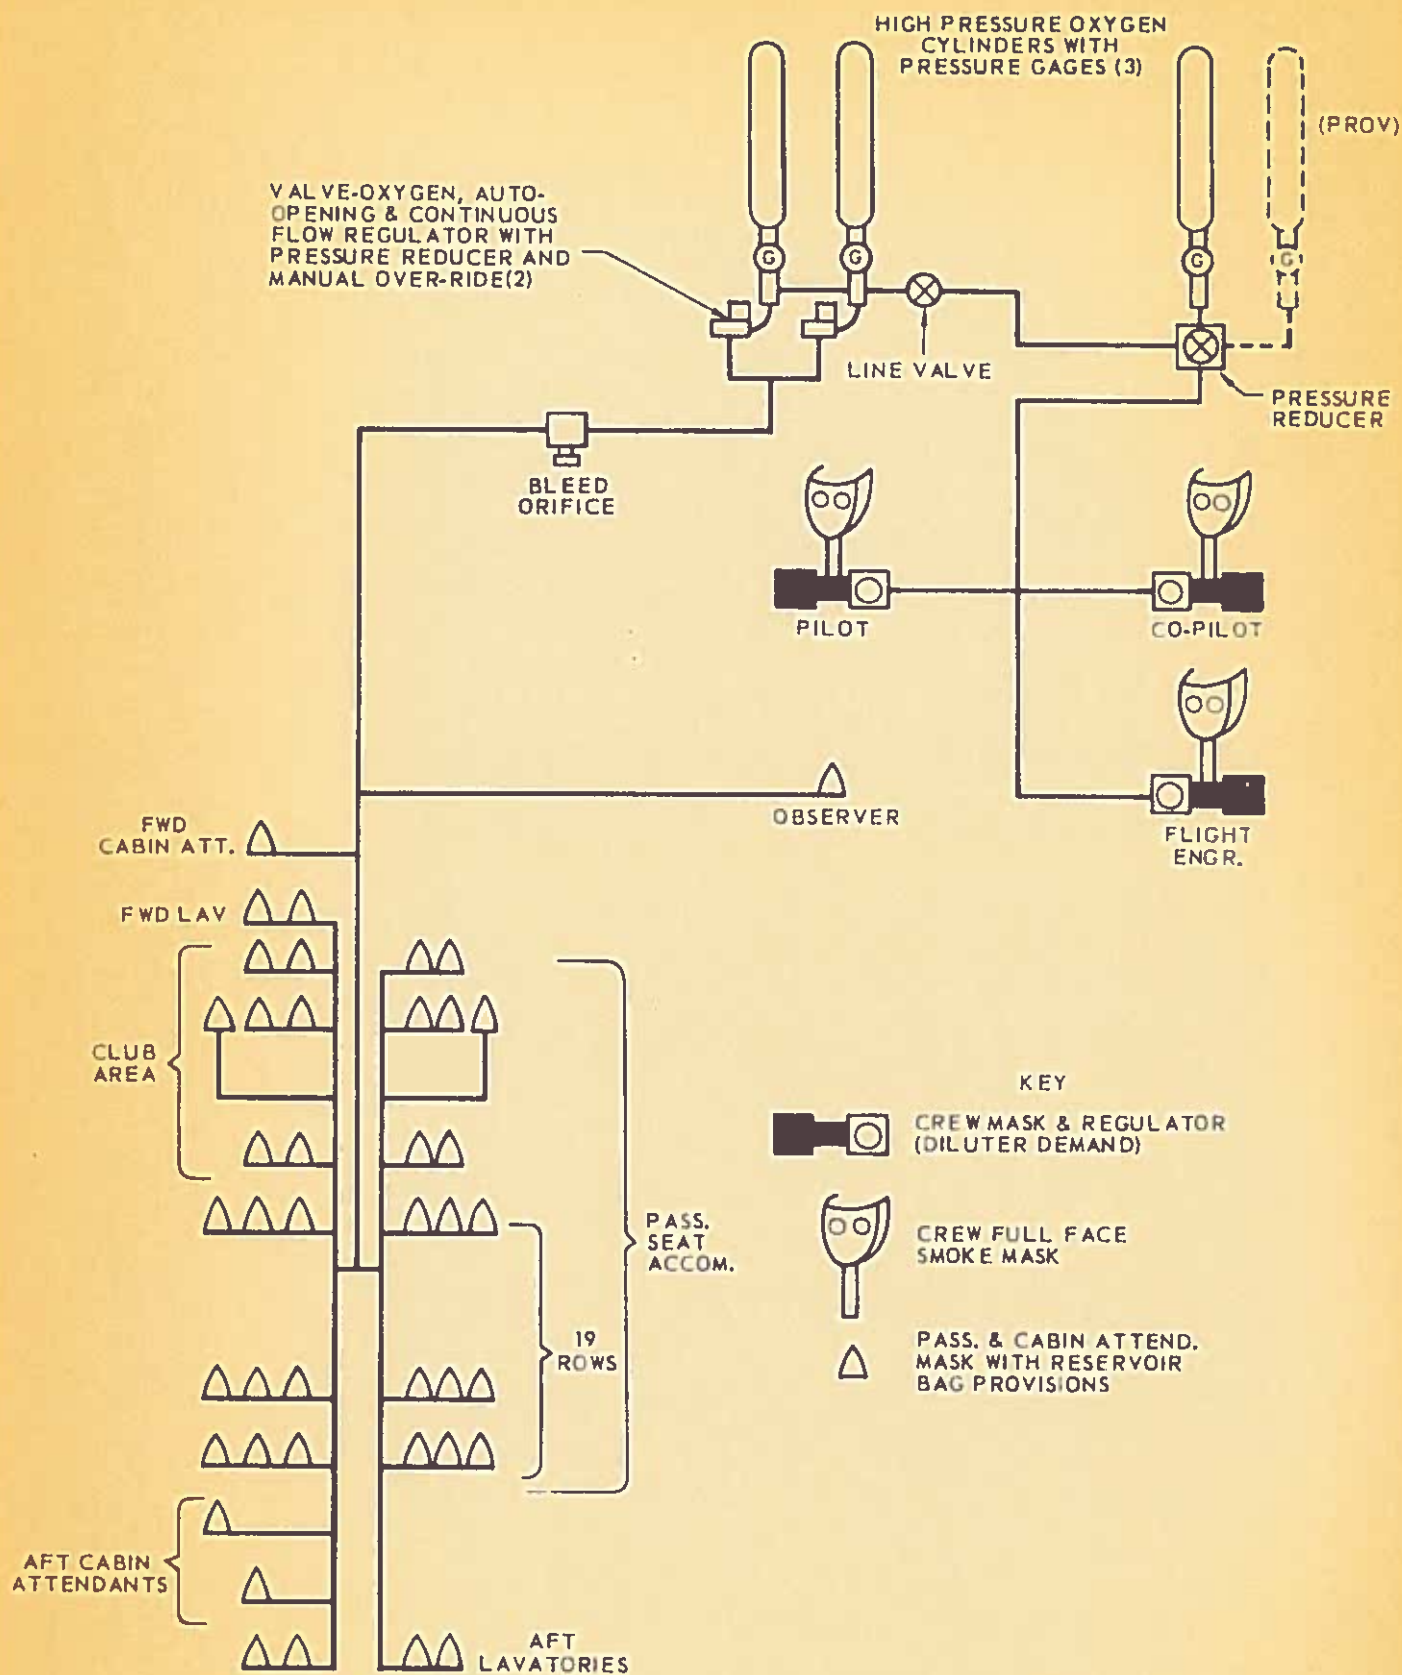 HIGH PRESSURE OXYGEN
CYLINDERS WITH
PRESSURE GAGES (3)
(PROV)
VALVE-OXYGEN, AUTO-
OPENING & CONTINUOUS
FLOW REGULATOR WITH
PRESSURE REDUCER AND
MANUAL OVER-RIDE(2)
G
G
G
G
LINE VALVE
PRESSURE
REDUCER
BLEED
ORIFICE
PILOT
CO-PILOT
OBSERVER
FLIGHT
ENGR.
FWD
CABIN ATT.
FWD LAV
CLUB
AREA
PASS.
SEAT
ACCOM.
19
ROWS
KEY
CREW MASK & REGULATOR
(DILUTER DEMAND)
CREW FULL FACE
SMOKE MASK
PASS. & CABIN ATTEND.
MASK WITH RESERVOIR
BAG PROVISIONS
AFT CABIN
ATTENDANTS
AFT
LAVATORIES